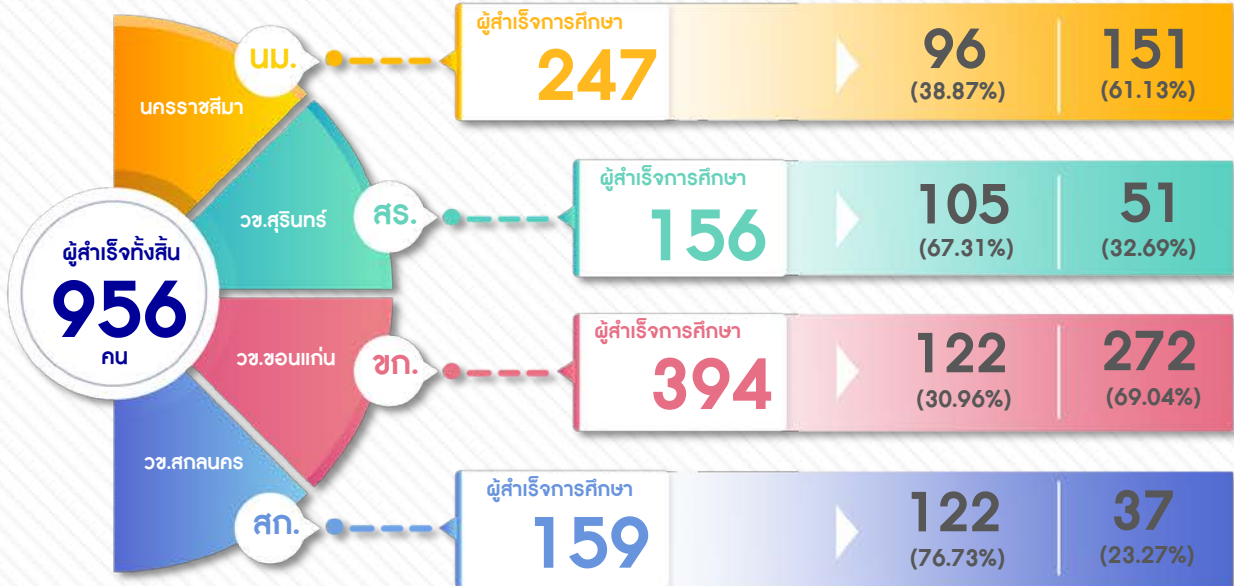 นม.
นครราชสีมา
ผู้สำเร็จการศึกษา
247
96
(38.87%)
151
(61.13%)
วข.สุรินทร์
สร.
ผู้สำเร็จการศึกษา
156
105
(67.31%)
51
(32.69%)
ผู้สำเร็จทั้งสิ้น
956
คน
วข.ขอนแก่น
ขก.
ผู้สำเร็จการศึกษา
394
122
(30.96%)
272
(69.04%)
วข.สกลนคร
สก.
ผู้สำเร็จการศึกษา
159
122
(76.73%)
37
(23.27%)